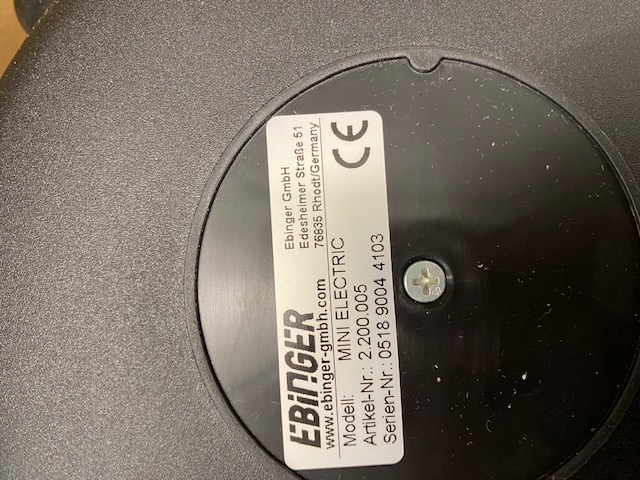 EBINGER
www.ebinger-gmbh.com
Ebinger GmbH
Edesheimer Straße 51
76835 Rhodt/Germany
CE
Modell: MINI ELECTRIC
Artikel-Nr.: 2.200.005
Serien-Nr.: 0518 9004 4103